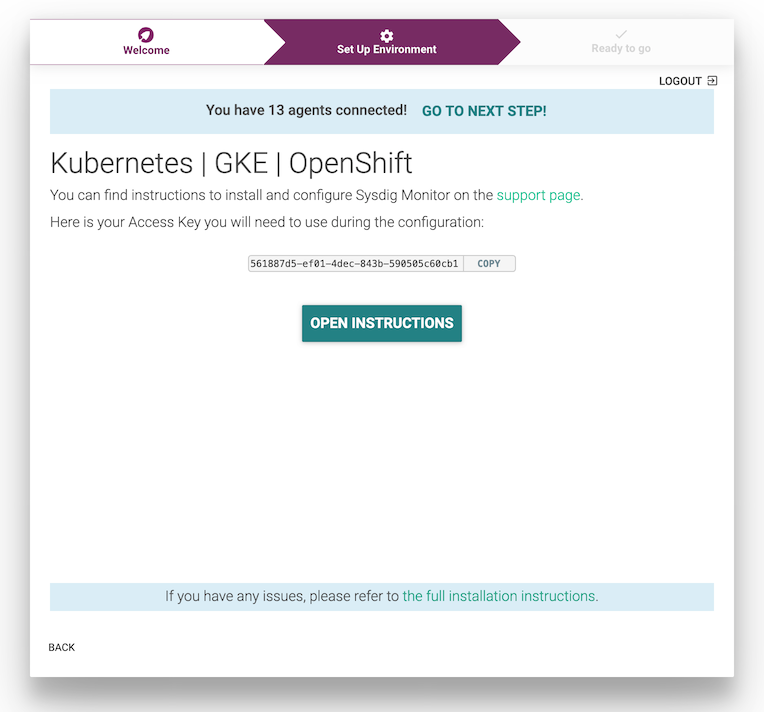 Welcome
Set Up Environment
Ready to go
LOGOUT
You have 13 agents connected! GO TO NEXT STEP!
Kubernetes | GKE | OpenShift
You can find instructions to install and configure Sysdig Monitor on the support page.
Here is your Access Key you will need to use during the configuration:
561887d5-ef01-4dec-843b-590505c60cb1 COPY
OPEN INSTRUCTIONS
If you have any issues, please refer to the full installation instructions.
BACK